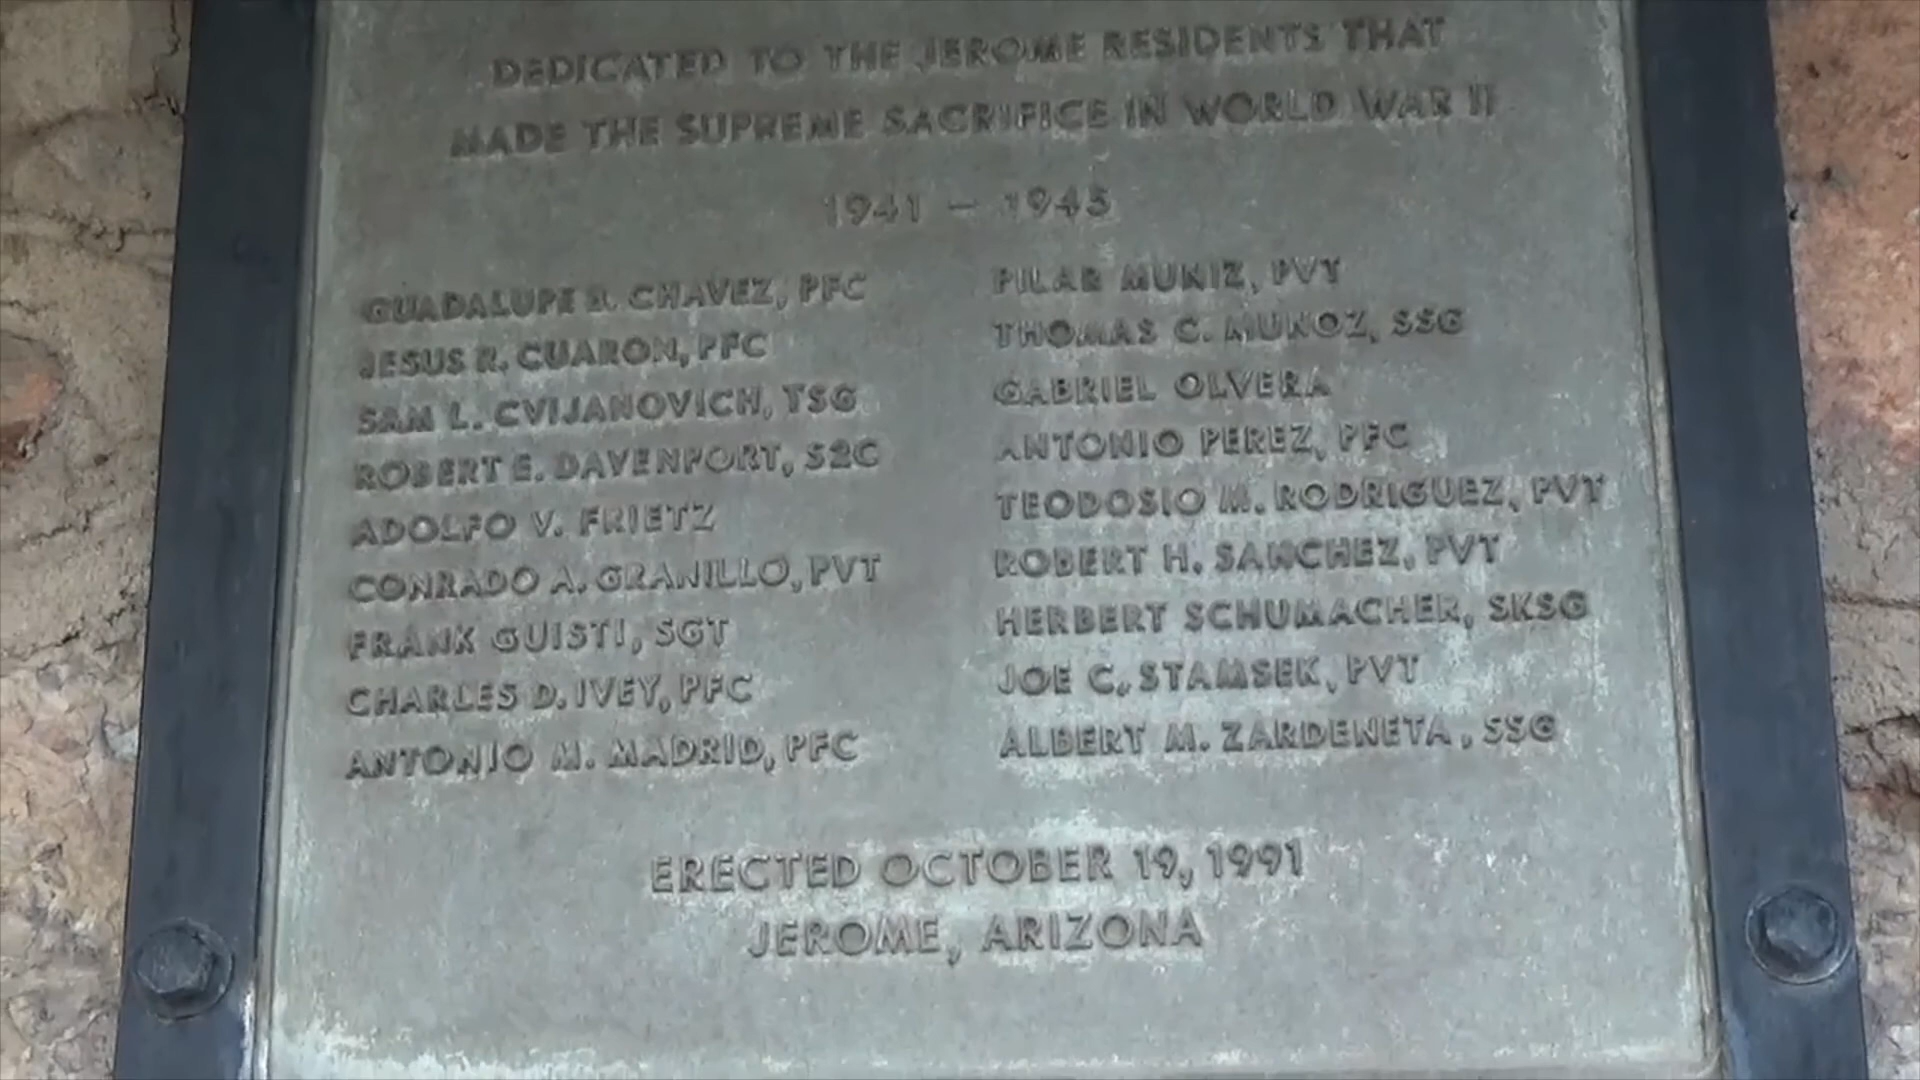 DEDICATED TO THE JEROME RESIDENTS THAT
MADE THE SUPREME SACRIFICE IN WORLD WAR II
1941 – 1945
GUADALUPE R. CHAVEZ, PFC
JESUS R. CUARON, PFC
SAM L. CVIJANOVICH, TSG
ROBERT E. DAVENPORT, S2C
ADOLFO V. FRIETZ
CONRADO A. GRANILLO, PVT
FRANK GUISTI, SGT
CHARLES D. IVEY, PFC
ANTONIO M. MADRID, PFC
PILAR MUNIZ, PVT
THOMAS C. MUNOZ, SSG
GABRIEL OLVERA
ANTONIO PEREZ, PFC
TEODOSIO M. RODRIGUEZ, PVT
ROBERT H. SANCHEZ, PVT
HERBERT SCHUMACHER, SKSG
JOE C. STAMSEK, PVT
ALBERT M. ZARDENETA, SSG
ERECTED OCTOBER 19, 1991
JEROME, ARIZONA